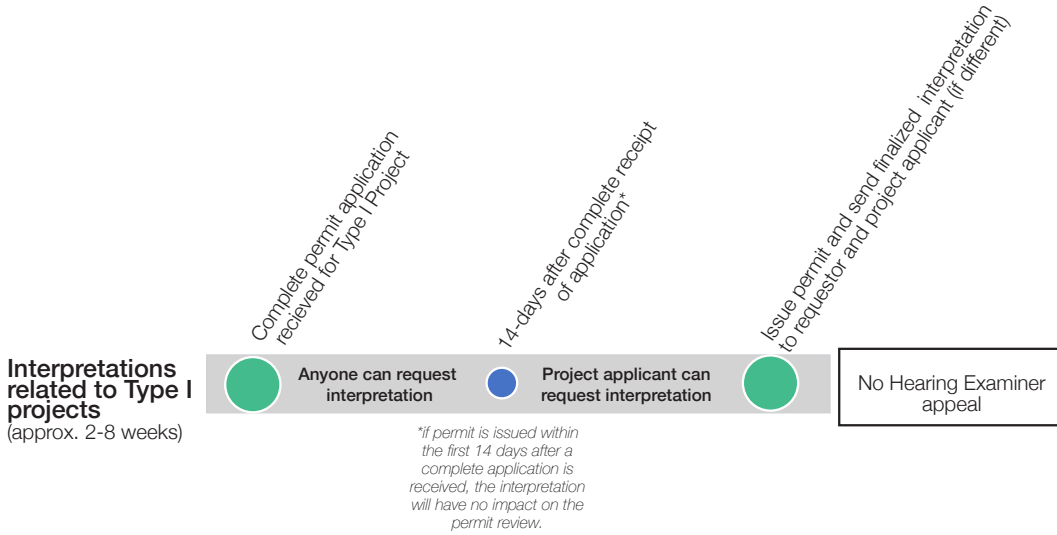 Complete permit application
recieved for Type I Project
14-days after complete receipt
of application*
Issue permit and send finalized interpretation
to requestor and project applicant (if different)
Interpretations
related to Type I
projects
(approx. 2-8 weeks)
Anyone can request
interpretation
Project applicant can
request interpretation
No Hearing Examiner
appeal
*if permit is issued within
the first 14 days after a
complete application is
received, the interpretation
will have no impact on the
permit review.